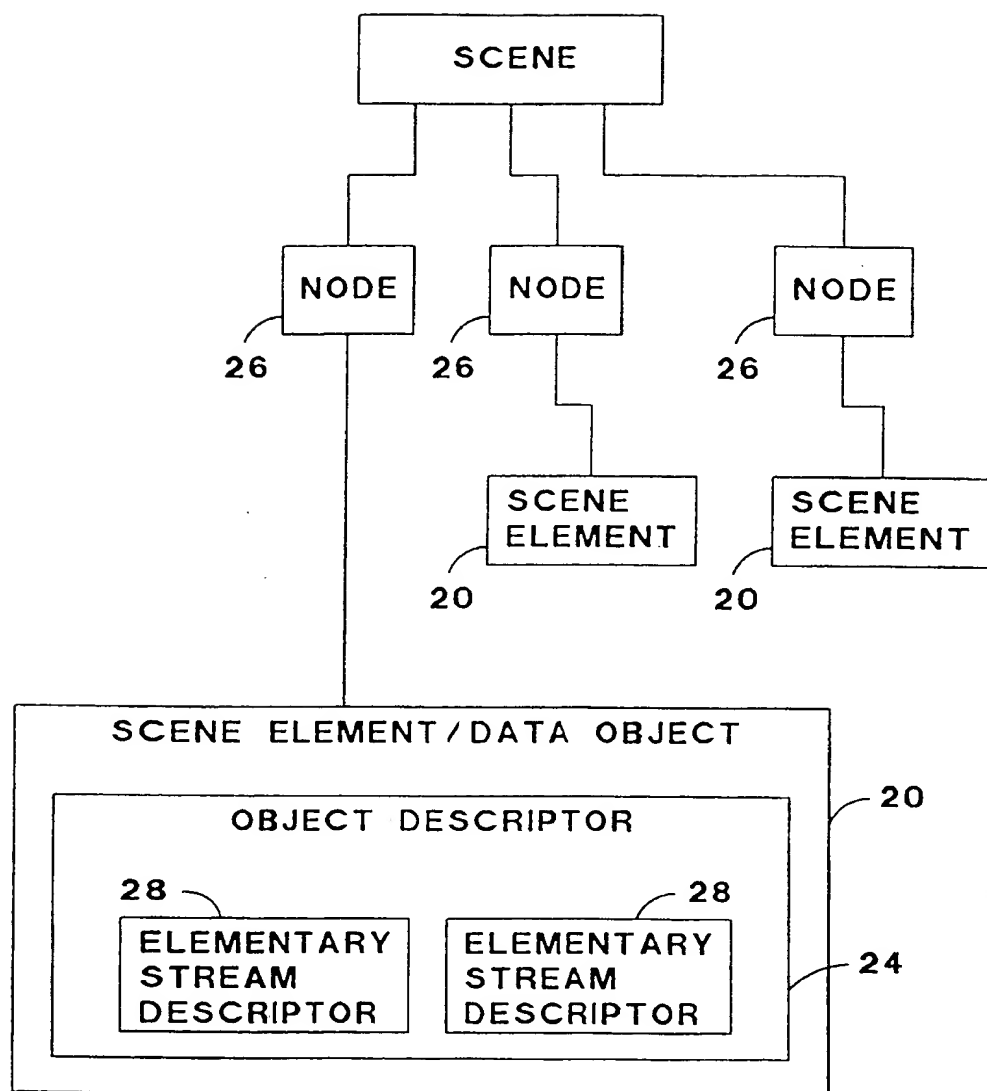 SCENE
NODE
NODE
NODE
26
26
26
SCENE
ELEMENT
SCENE
ELEMENT
20
20
SCENE ELEMENT/DATA OBJECT
20
OBJECT DESCRIPTOR
28
28
ELEMENTARY
STREAM
DESCRIPTOR
ELEMENTARY
STREAM
DESCRIPTOR
24